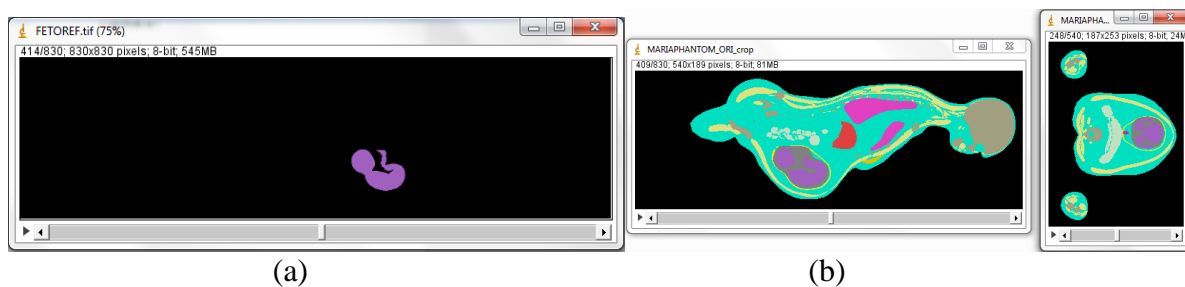 FETOREF.tif (75%)
414/830; 830x830 pixels; 8-bit; 545MB
MARIAPHANTOM_ORI_crop
409/830; 540x189 pixels; 8-bit; 81MB
MARIAPHA...
248/540; 187x253 pixels; 8-bit; 24M
(a)
(b)